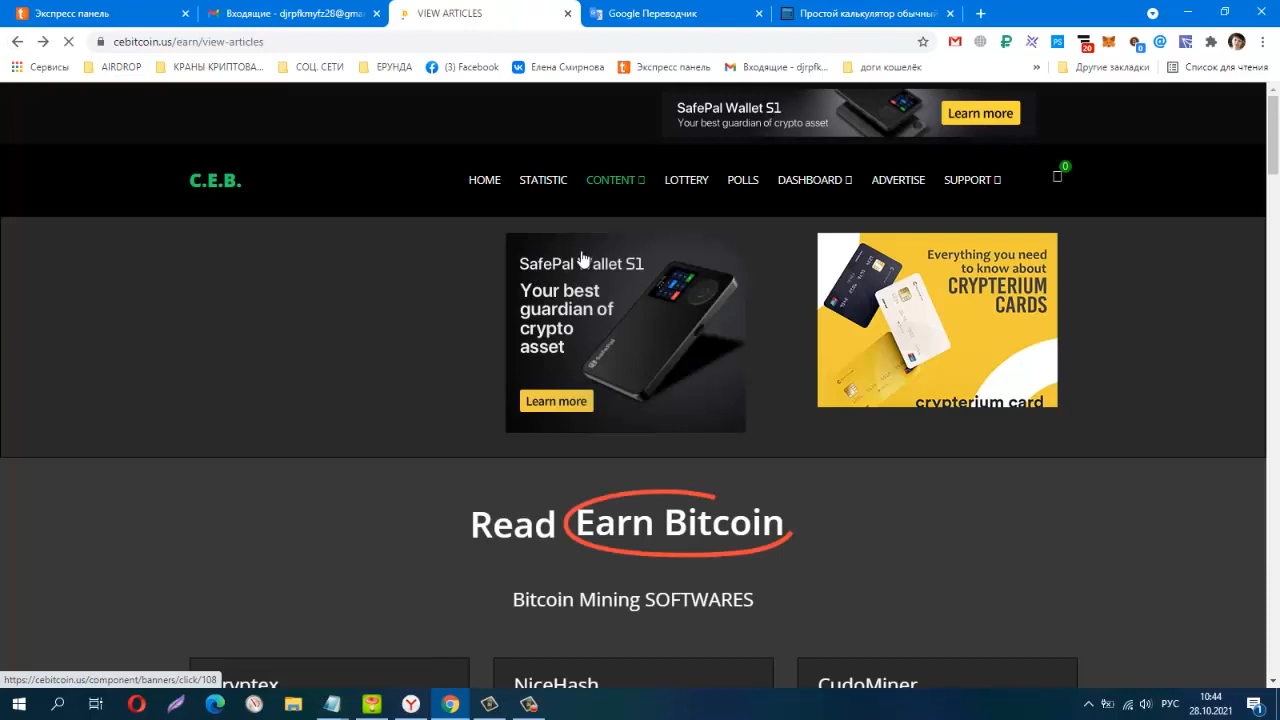 Экспресс панель
Входящие - djrpfkmyfz28@gma
VIEW ARTICLES
Google Переводчик
Простой калькулятор обычный
cebitcoin.us/earn/view-articles
20
0
Сервисы
AIRDROP
КРАНЫ КРИПТОВА...
СОЦ. СЕТИ
ЕРУНДА
(3) Facebook
Елена Смирнова
Экспресс панель
Входящие - djrpfk...
доги кошелёк
»
Другие закладки
Список для чтения
SafePal Wallet S1
Your best guardian of crypto asset
Learn more
C.E.B.
HOME
STATISTIC
CONTENT
LOTTERY
POLLS
DASHBOARD
ADVERTISE
SUPPORT
0
SafePal Wallet S1
Your best
guardian of
crypto
asset
Learn more
Everything you need
to know about
CRYPTERIUM
CARDS
crypterium card
Read Earn Bitcoin
Bitcoin Mining SOFTWARES
https://cebitcoin.us/component/banners/click/108
ryptex
NiceHash
CudoMiner
РУС
10:44
28.10.2021
1